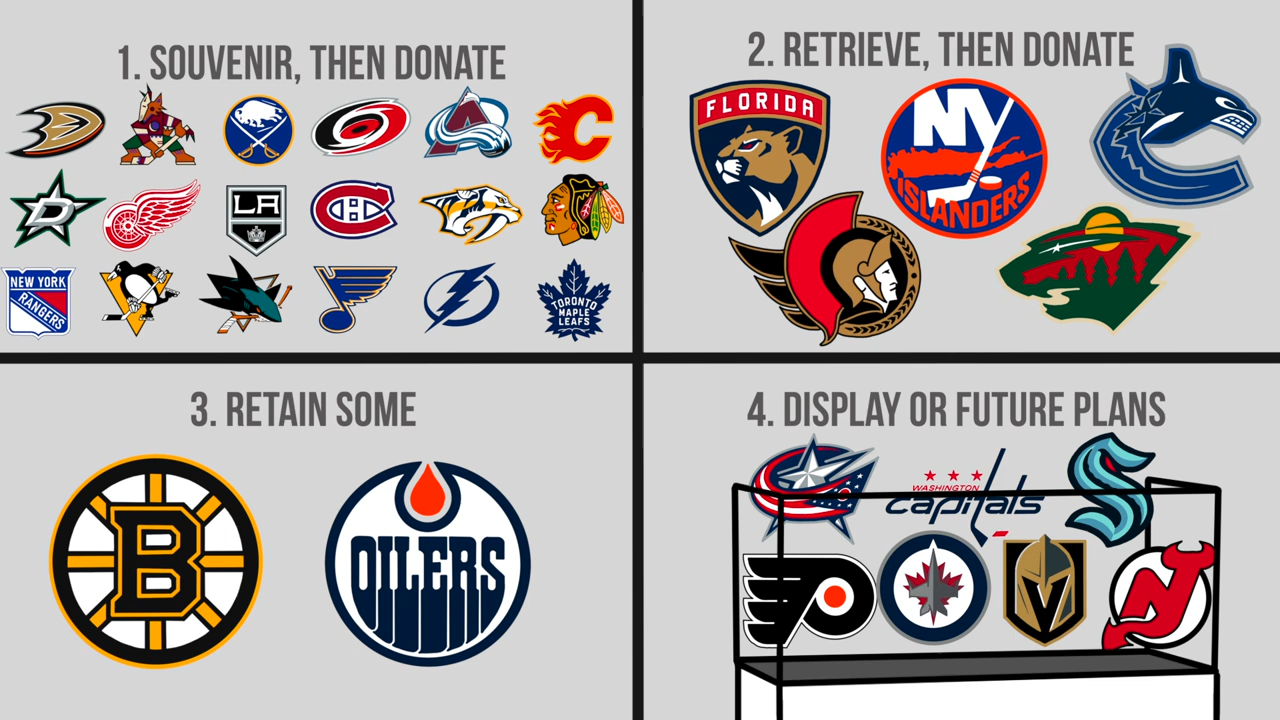 1. SOUVENIR, THEN DONATE
D
LA
NEW YORK
RANGERS
TORONTO
MAPLE
LEAFS
2. RETRIEVE, THEN DONATE
FLORIDA
NY
ISLANDERS
3. RETAIN SOME
B
OILERS
4. DISPLAY OR FUTURE PLANS
WASHINGTON
capitals